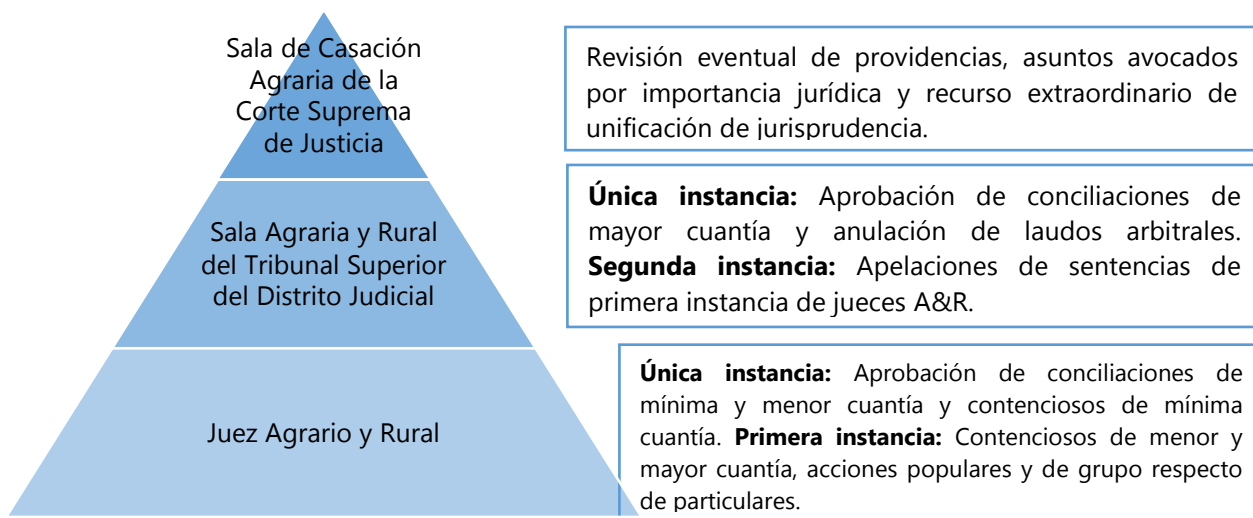 Sala de Casación
Agraria de la
Corte Suprema
de Justicia
Revisión eventual de providencias, asuntos avocados
por importancia jurídica y recurso extraordinario de
unificación de jurisprudencia.
Sala Agraria y Rural
del Tribunal Superior
del Distrito Judicial
Única instancia: Aprobación de conciliaciones de
mayor cuantía y anulación de laudos arbitrales.
Segunda instancia: Apelaciones de sentencias de
primera instancia de jueces A&R.
Juez Agrario y Rural
Única instancia: Aprobación de conciliaciones de
mínima y menor cuantía y contenciosos de mínima
cuantía. Primera instancia: Contenciosos de menor y
mayor cuantía, acciones populares y de grupo respecto
de particulares.